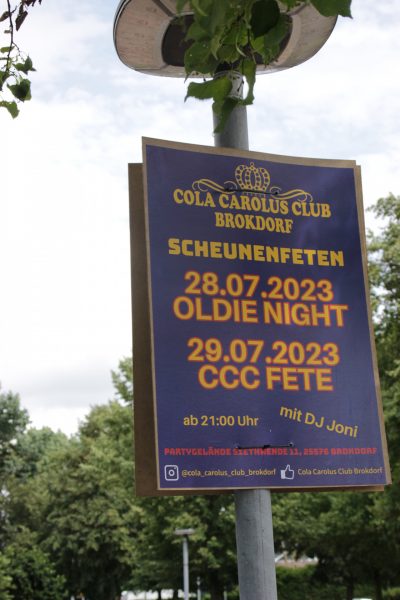 COLA CAROLUS CLUB
BROKDORF
SCHEUNENFETEN
28.07.2023
OLDIE NIGHT
29.07.2023
CCC FETE
ab 21:00 Uhr
mit DJ Joni
PARTYGELÄNDE SIETHWENDE 11, 25576 BROKDORF
@cola_carolus_club_brokdorf
Cola Carolus Club Brokdorf